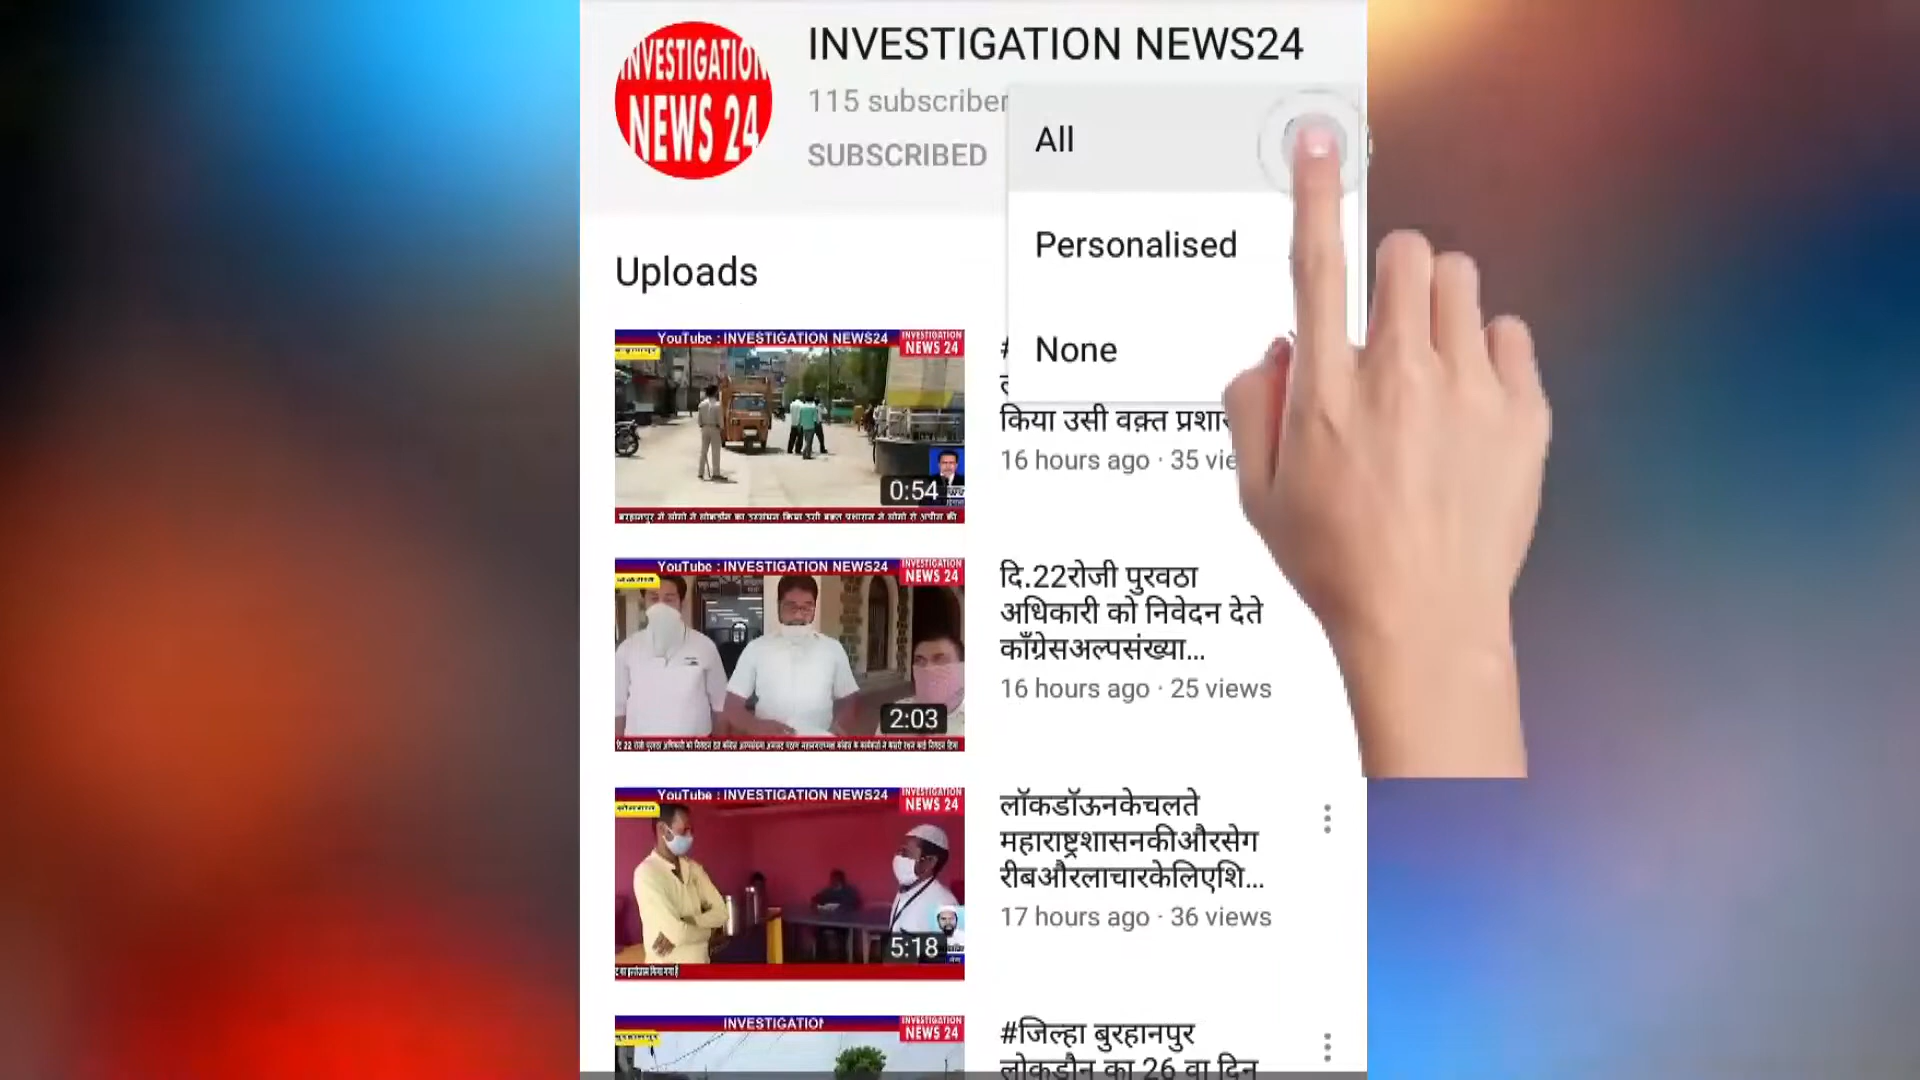 INVESTIGATION
NEWS 24
INVESTIGATION NEWS24
115 subscriber
SUBSCRIBED
All
Personalised
None
Uploads
YouTube : INVESTIGATION NEWS24
INVESTIGATION
NEWS 24
0:54
#
किया उसी वक़्त
16 hours ago · 35
YouTube : INVESTIGATION NEWS24
INVESTIGATION
NEWS 24
2:03
दि.22रोजी पुरवठा
अधिकारी को निवेदन देते
काँग्रेसअल्पसंख्या...
16 hours ago · 25 views
YouTube : INVESTIGATION NEWS24
INVESTIGATION
NEWS 24
5:18
लॉकडॉऊनकेचलते
महाराष्ट्रशासनकीऔरसेग
रीबऔरलाचारकेलिएशि...
17 hours ago · 36 views
INVESTIGATION
INVESTIGATION
NEWS 24
#जिल्हा बुरहानपुर
लोकडौन का 26 वा दिन